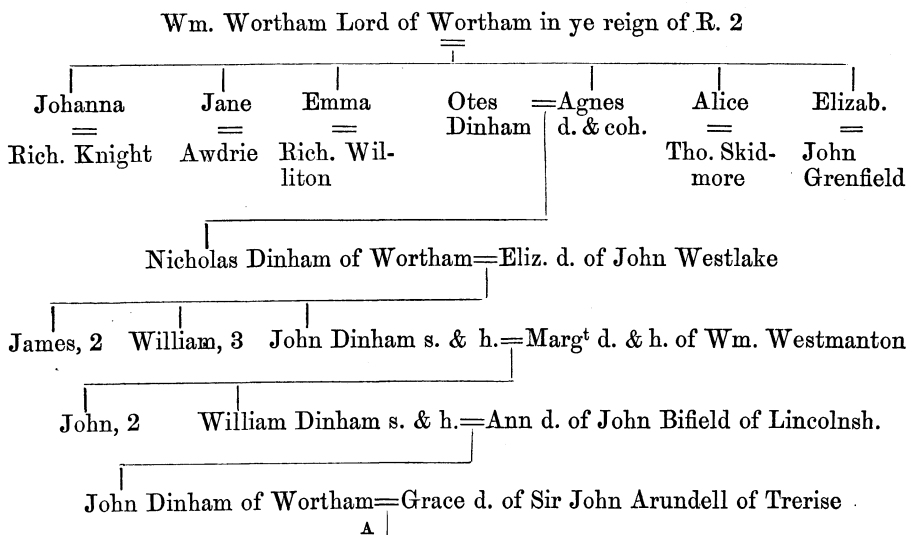 Wm. Wortham Lord of Wortham in ye reign of R. 2
=
Johanna Jane Emma Otes = Agnes Alice Elizab.
= = = Dinham d. & coh. = =
Rich. Knight Awdrie Rich. Wil- Tho. Skid- John
liton more Grenfield
Nicholas Dinham of Wortham=Eliz. d. of John Westlake
James, 2 William, 3 John Dinham s. & h.=Margᵗ d. & h. of Wm. Westmanton
John, 2 William Dinham s. & h.=Ann d. of John Bifield of Lincolnsh.
John Dinham of Wortham=Grace d. of Sir John Arundell of Trerise
A